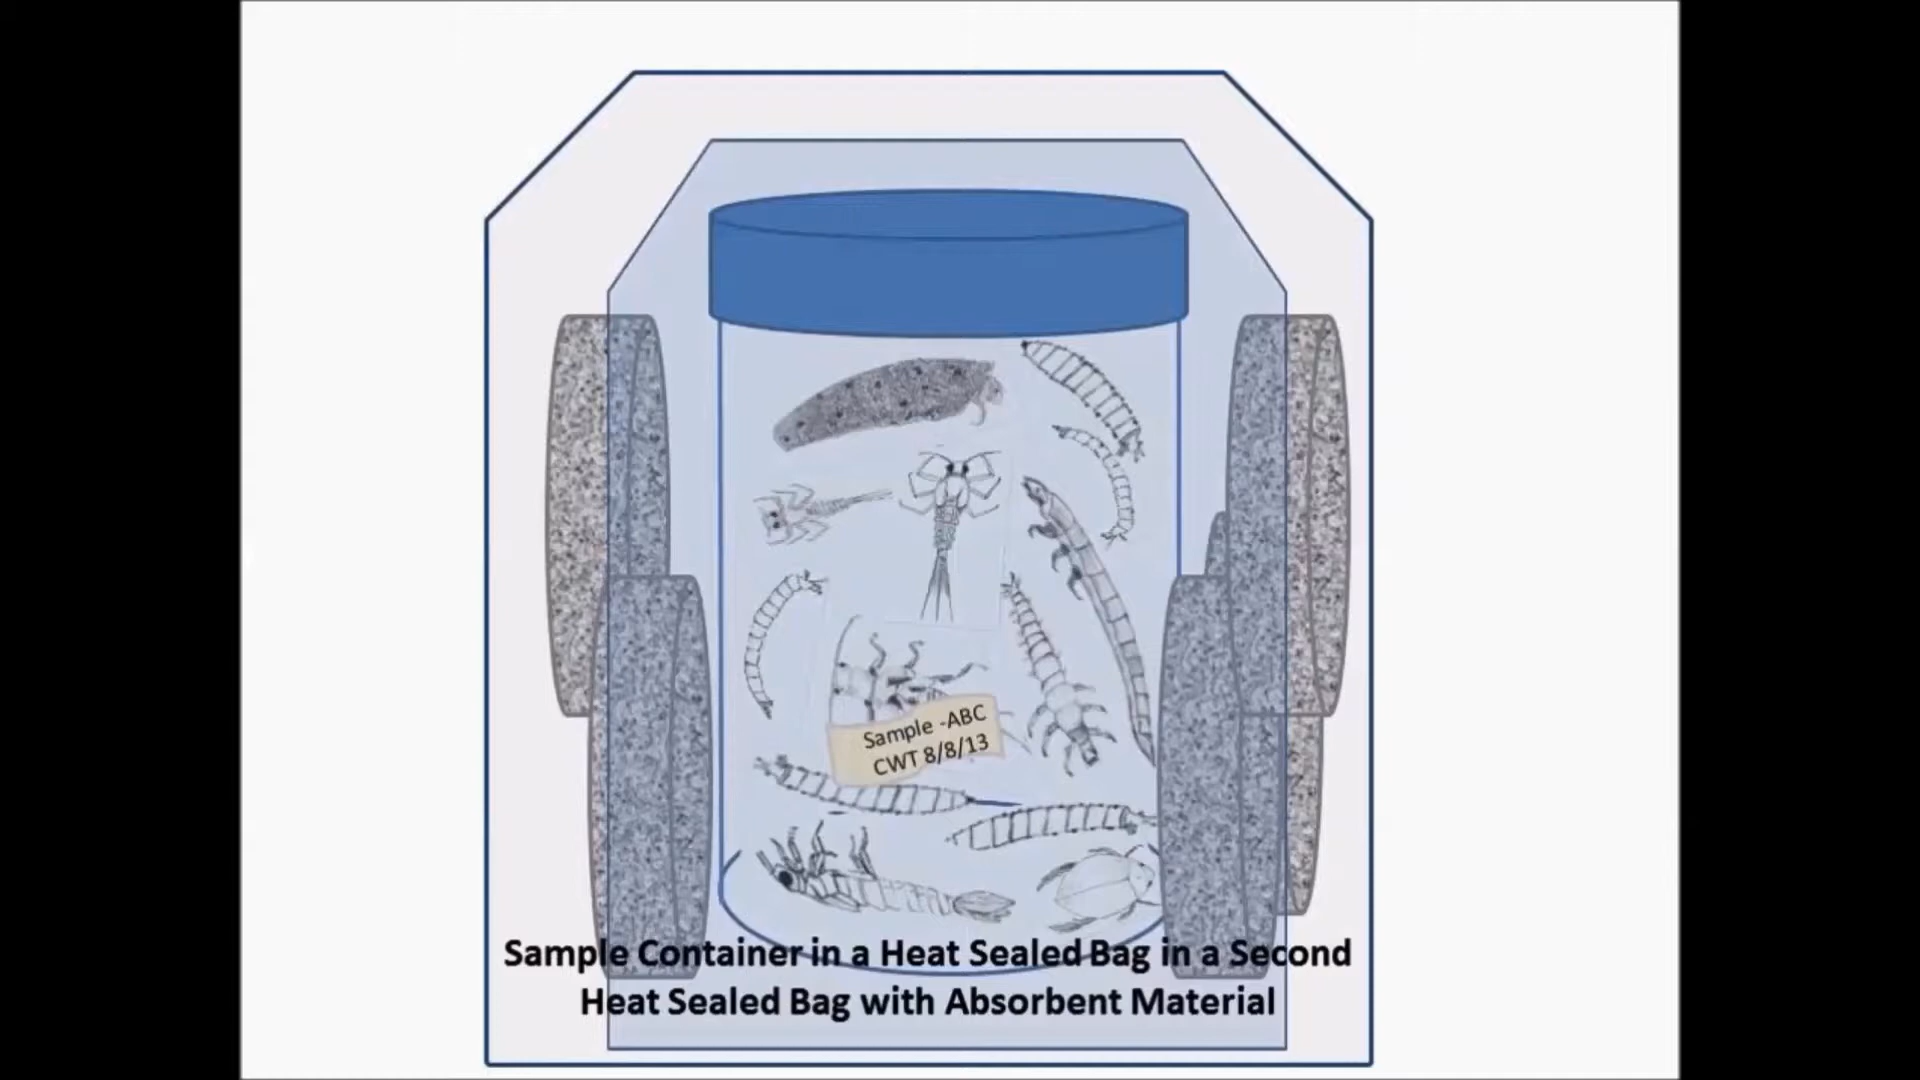 Sample -ABC
CWT 8/8/13
Sample Container in a Heat Sealed Bag in a Second
Heat Sealed Bag with Absorbent Material